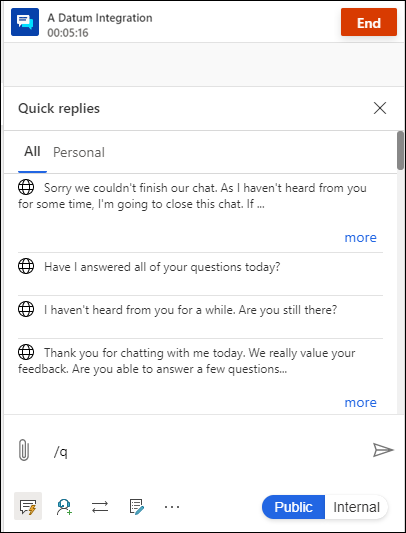 A Datum Integration
00:05:16
End
Quick replies
All Personal
Sorry we couldn't finish our chat. As I haven't heard from you
for some time, I'm going to close this chat. If ...
more
Have I answered all of your questions today?
I haven't heard from you for a while. Are you still there?
Thank you for chatting with me today. We really value your
feedback. Are you able to answer a few questions...
more
/q
Public Internal